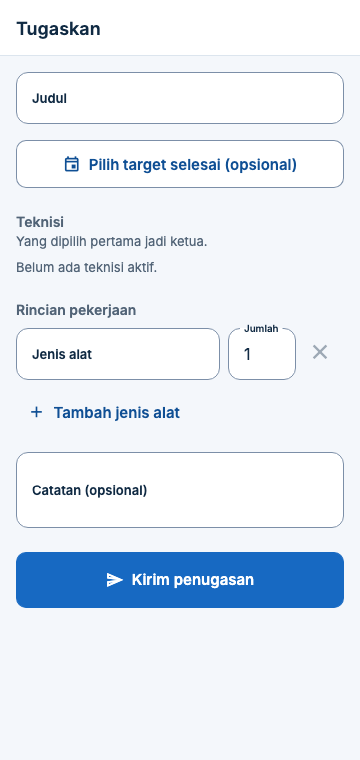 Tugaskan
Judul
Pilih target selesai (opsional)
Teknisi
Yang dipilih pertama jadi ketua.
Belum ada teknisi aktif.
Rincian pekerjaan
Jenis alat
Jumlah
1
Tambah jenis alat
Catatan (opsional)
Kirim penugasan